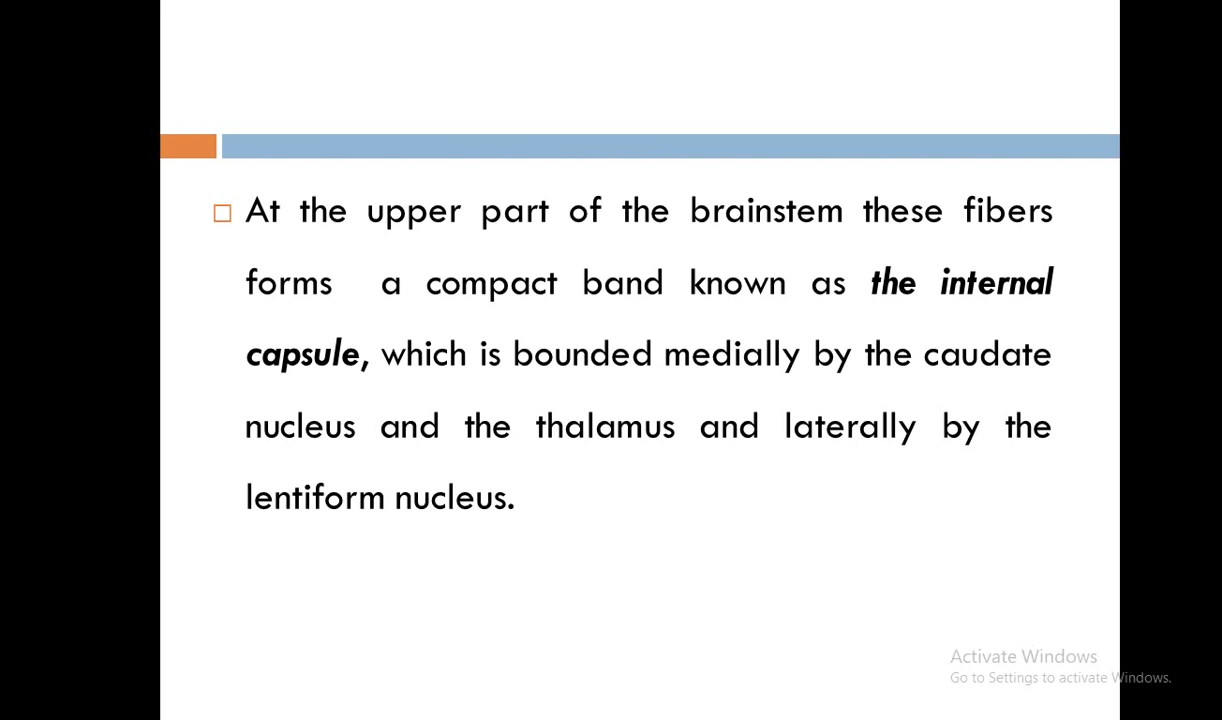 At the upper part of the brainstem these fibers
forms a compact band known as the internal
capsule, which is bounded medially by the caudate
nucleus and the thalamus and laterally by the
lentiform nucleus.
Activate Windows
Go to Settings to activate Windows.